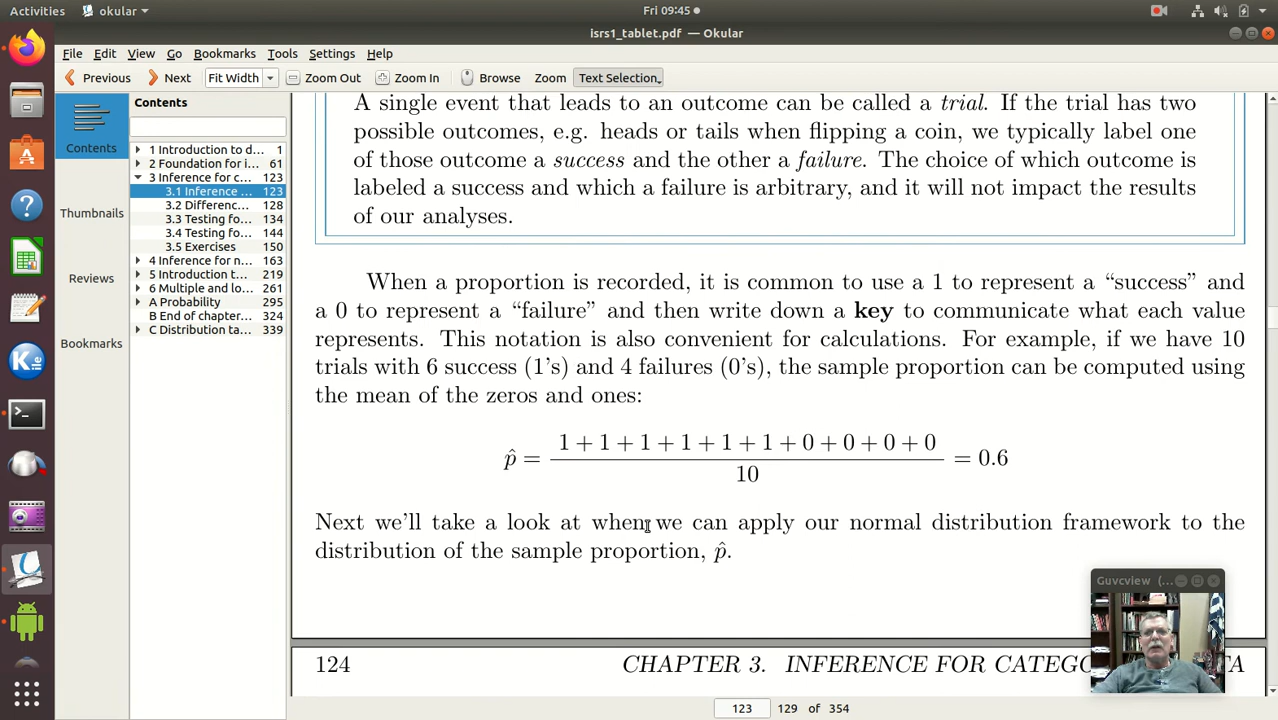 Activities okular Fri 09:45
isrs1_tablet.pdf — Okular
File Edit View Go Bookmarks Tools Settings Help
Previous Next Fit Width Zoom Out Zoom In Browse Zoom Text Selection
Contents
Thumbnails
Reviews
Bookmarks
Contents
1 Introduction to d... 1
2 Foundation for i... 61
3 Inference for c... 123
3.1 Inference ... 123
3.2 Differenc... 128
3.3 Testing fo... 134
3.4 Testing fo... 144
3.5 Exercises 150
4 Inference for n... 163
5 Introduction t... 219
6 Multiple and lo... 261
A Probability 295
B End of chapter... 324
C Distribution ta... 339
A single event that leads to an outcome can be called a trial. If the trial has two
possible outcomes, e.g. heads or tails when flipping a coin, we typically label one
of those outcome a success and the other a failure. The choice of which outcome is
labeled a success and which a failure is arbitrary, and it will not impact the results
of our analyses.
When a proportion is recorded, it is common to use a 1 to represent a “success” and
a 0 to represent a “failure” and then write down a key to communicate what each value
represents. This notation is also convenient for calculations. For example, if we have 10
trials with 6 success (1’s) and 4 failures (0’s), the sample proportion can be computed using
the mean of the zeros and ones:
p̂ = 1 + 1 + 1 + 1 + 1 + 1 + 0 + 0 + 0 + 0 / 10 = 0.6
Next we’ll take a look at when we can apply our normal distribution framework to the
distribution of the sample proportion, p̂.
Guvcview (...
124 CHAPTER 3. INFERENCE FOR CATEG TA
123 129 of 354